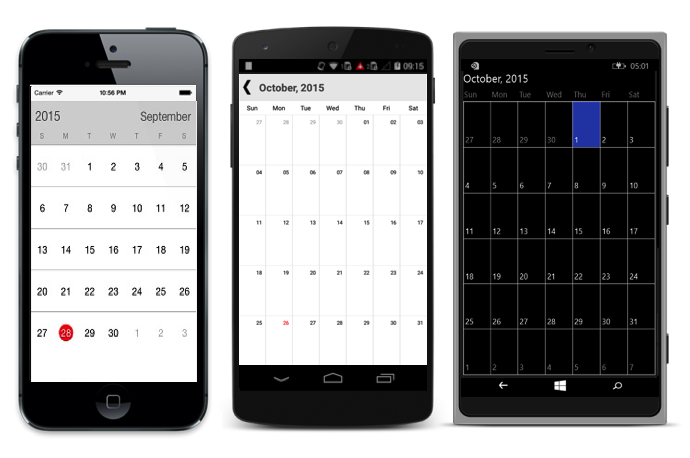 Carrier 10:56 PM
2015 September
S M T W T F S
30 31 1 2 3 4 5
6 7 8 9 10 11 12
13 14 15 16 17 18 19
20 21 22 23 24 25 26
27 28 29 30 1 2 3
09:15
October, 2015
Sun Mon Tue Wed Thu Fri Sat
27 28 29 30 01 02 03
04 05 06 07 08 09 10
11 12 13 14 15 16 17
18 19 20 21 22 23 24
25 26 27 28 29 30 31
05:01
October, 2015
Sun Mon Tue Wed Thu Fri Sat
27 28 29 30 1 2 3
4 5 6 7 8 9 10
11 12 13 14 15 16 17
18 19 20 21 22 23 24
25 26 27 28 29 30 31
1 2 3 4 5 6 7